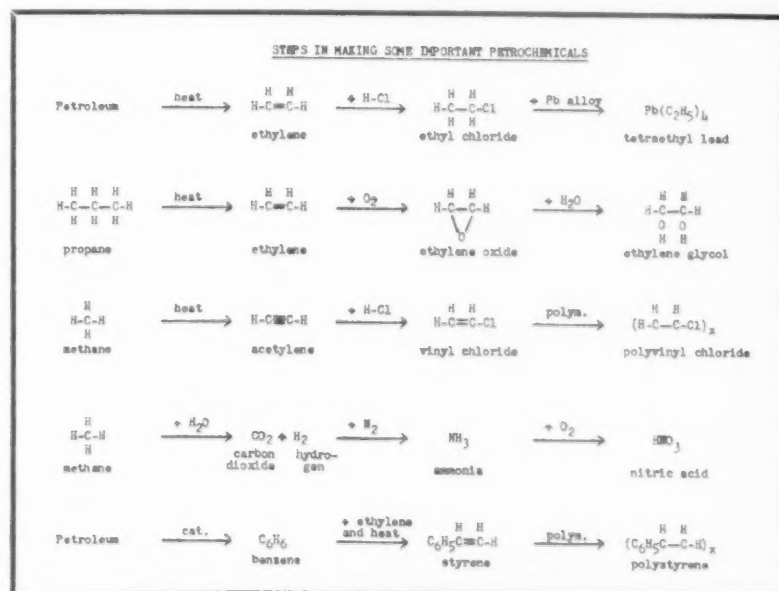 STEPS IN MAKING SOME IMPORTANT PETROCHEMICALS
H H H
heat H-C=C-H + H-Cl H-C-C-Cl + Pb alloy
Petroleum H H Pb(C2H5)4
ethylene ethyl chloride tetraethyl lead
H H H H H H H H H
H-C-C-C-H heat H-C=C-H + O2 H-C-C-H + H2O H-C-C-H
H H H O O O
propane ethylene ethylene oxide H H
ethylene glycol
H H H H H
H-C-H heat H-C≡C-H + H-Cl H-C=C-Cl polym. (H-C-C-Cl)x
H
methane acetylene vinyl chloride polyvinyl chloride
H + H2O + N2 + O2
H-C-H CO2 + H2 NH3 HNO3
H carbon hydro-
methane dioxide gen ammonia nitric acid
+ ethylene H H H H
Petroleum cat. C6H6 and heat C6H5C=C-H polym. (C6H5C-C-H)x
benzene styrene polystyrene